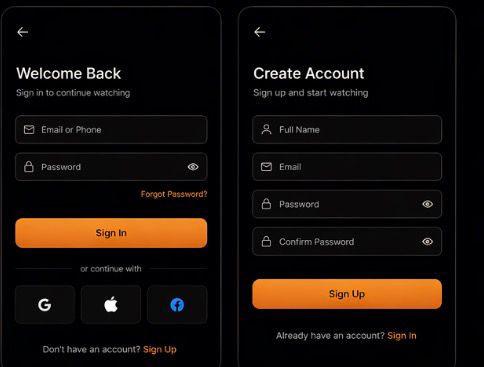 Welcome Back
Sign in to continue watching
Email or Phone
Password
Forgot Password?
Sign In
or continue with
G
Don't have an account? Sign Up
Create Account
Sign up and start watching
Full Name
Email
Password
Confirm Password
Sign Up
Already have an account? Sign In